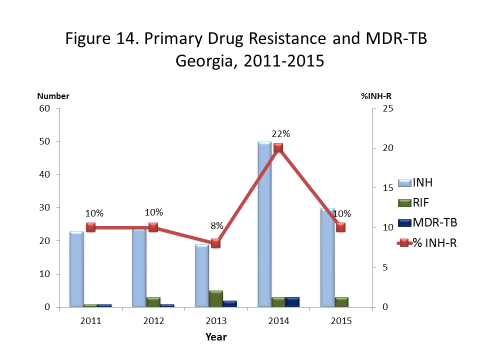 Figure 14. Primary Drug Resistance and MDR-TB
Georgia, 2011-2015
Number
%INH-R
60
50
40
30
20
10
0
25
20
15
10
5
0
10%
10%
8%
22%
10%
INH
RIF
MDR-TB
% INH-R
2011
2012
2013
2014
2015
Year